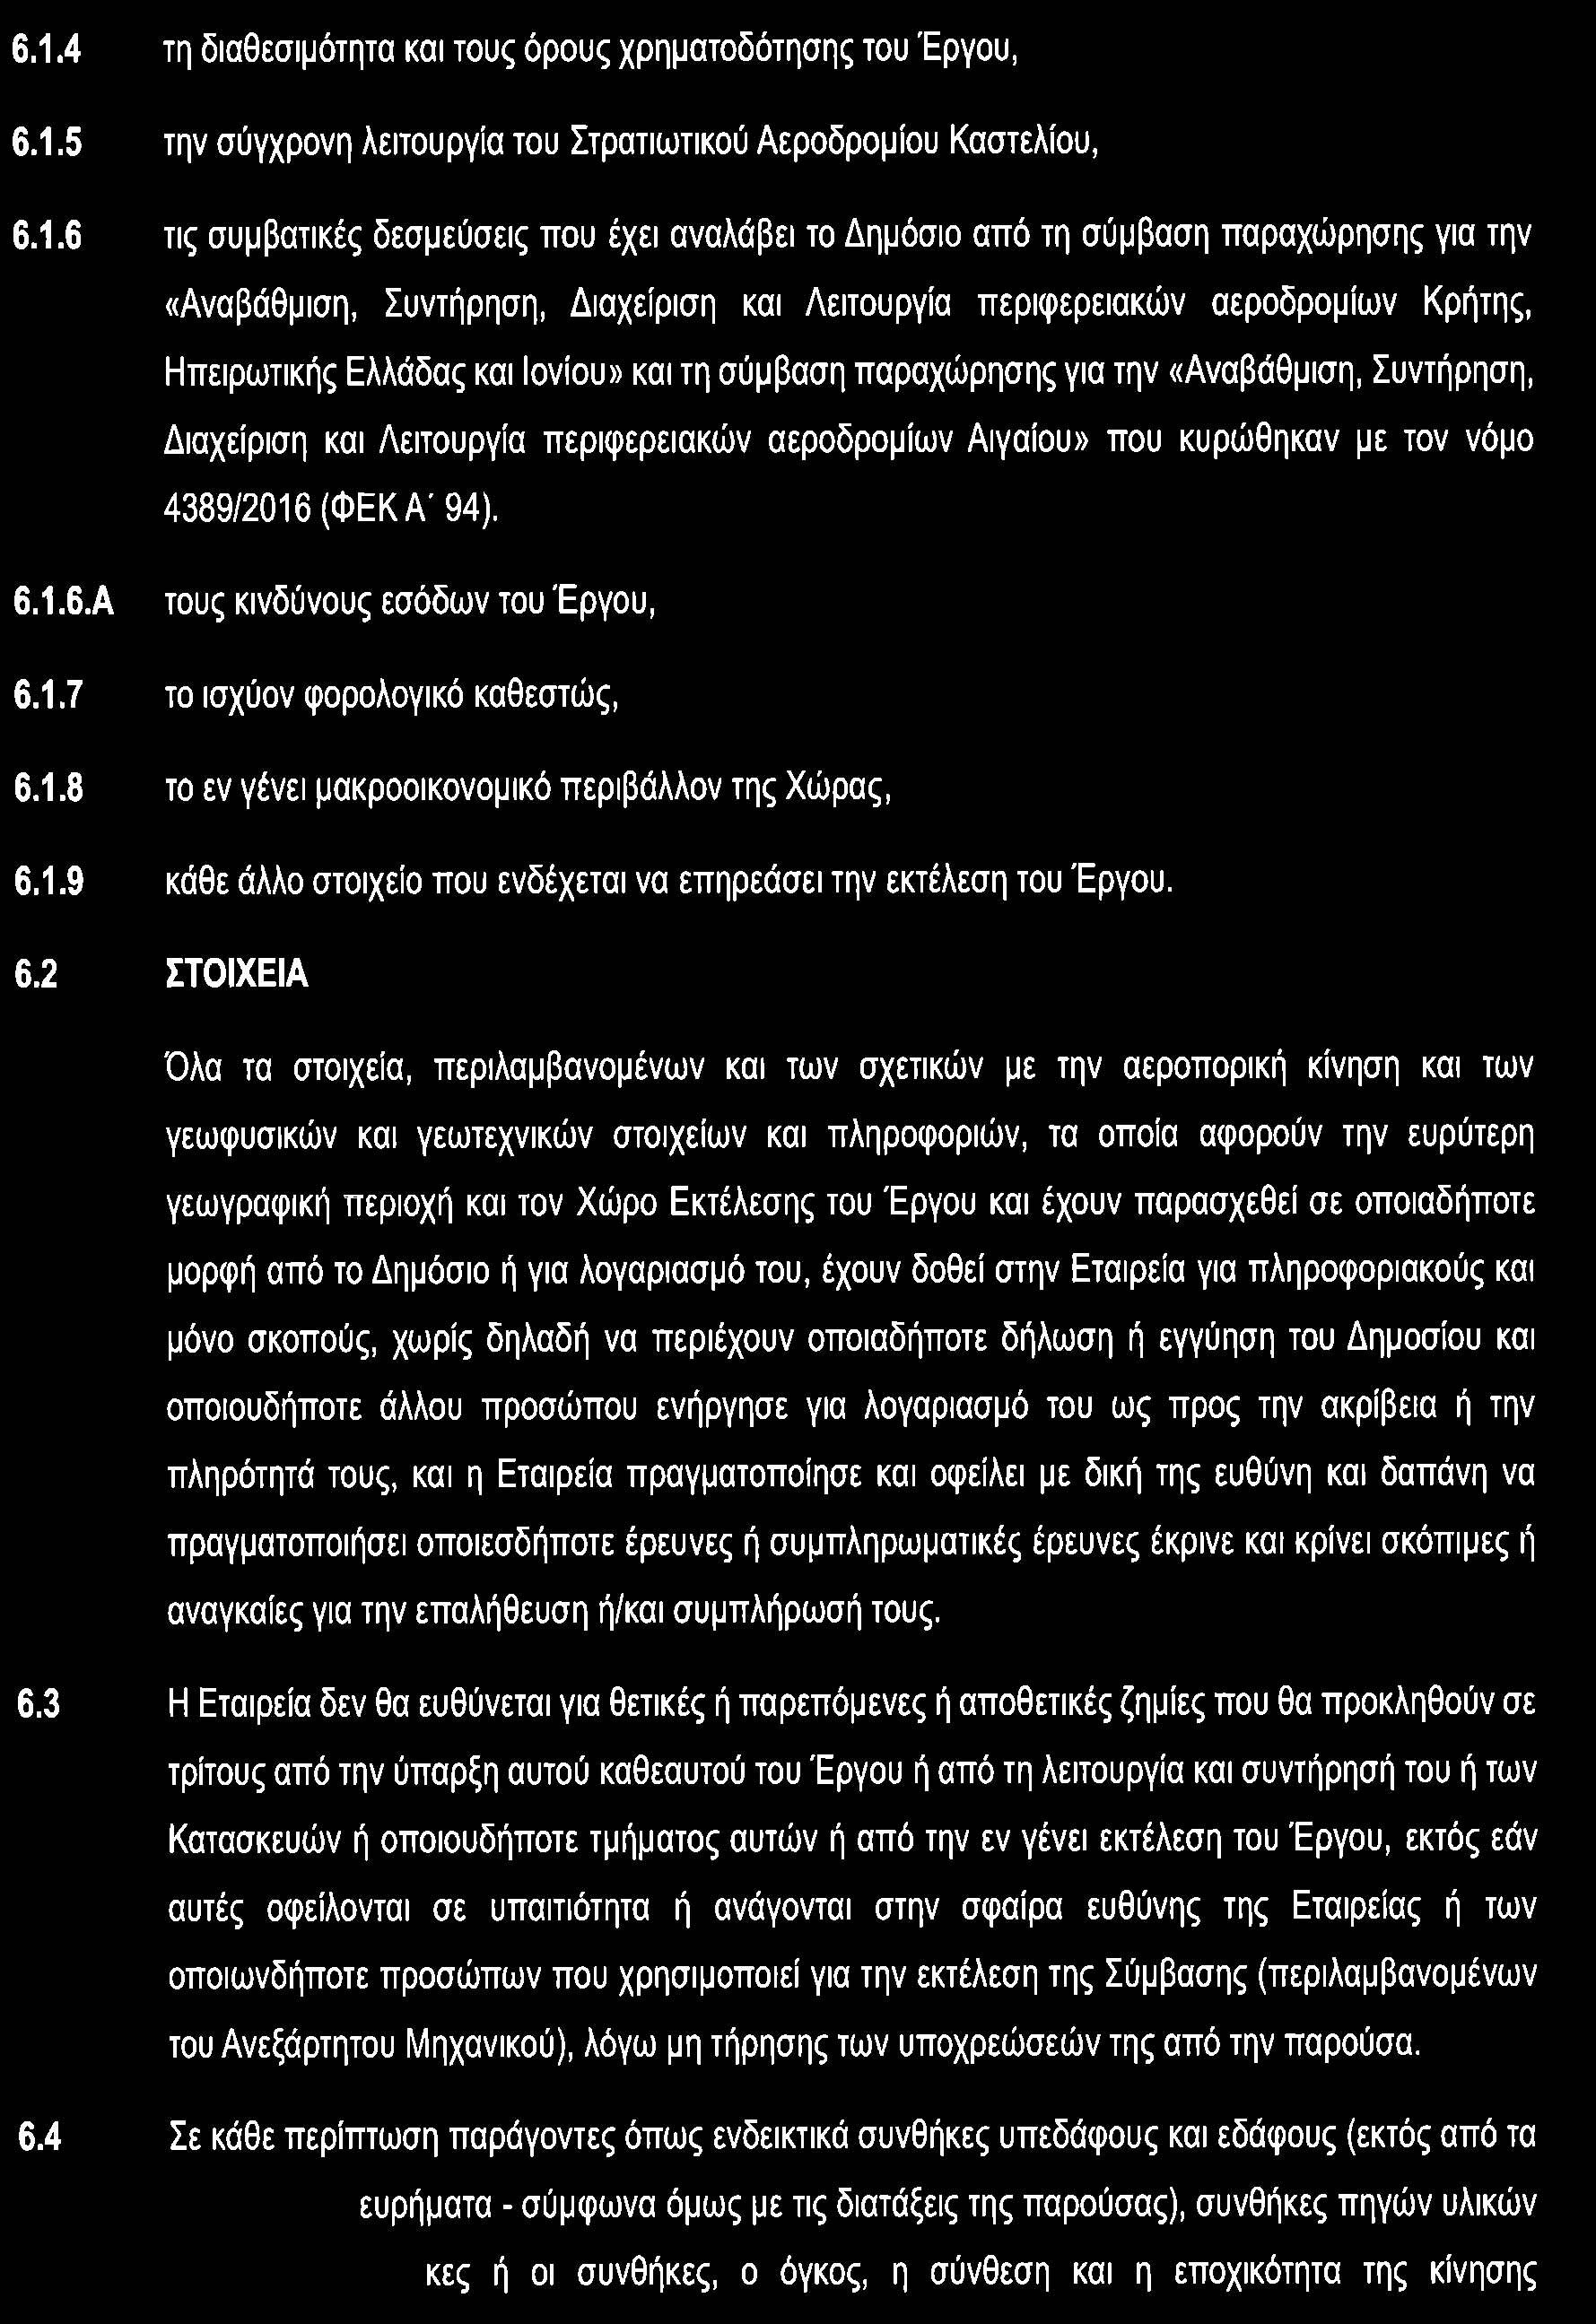 6.1.4 τη διαθεσιμότητα και τους όρους χρηματοδότησης του Έργου,
6.1.5 την σύγχρονη λειτουργία του Στρατιωτικού Αεροδρομίου Καστελίου,
6.1.6 τις συμβατικές δεσμεύσεις που έχει αναλάβει το Δημόσιο από τη σύμβαση παραχώρησης για την
«Αναβάθμιση, Συντήρηση, Διαχείριση και Λειτουργία περιφερειακών αεροδρομίων Κρήτης,
Ηπειρωτικής Ελλάδας και Ιονίου» και τη σύμβαση παραχώρησης για την «Αναβάθμιση, Συντήρηση,
Διαχείριση και Λειτουργία περιφερειακών αεροδρομίων Αιγαίου» που κυρώθηκαν με τον νόμο
4389/2016 (ΦΕΚ Α΄ 94).
6.1.6.Α τους κινδύνους εσόδων του Έργου,
6.1.7 το ισχύον φορολογικό καθεστώς,
6.1.8 το εν γένει μακροοικονομικό περιβάλλον της Χώρας,
6.1.9 κάθε άλλο στοιχείο που ενδέχεται να επηρεάσει την εκτέλεση του Έργου.
6.2 ΣΤΟΙΧΕΙΑ
Όλα τα στοιχεία, περιλαμβανομένων και των σχετικών με την αεροπορική κίνηση και των
γεωφυσικών και γεωτεχνικών στοιχείων και πληροφοριών, τα οποία αφορούν την ευρύτερη
γεωγραφική περιοχή και τον Χώρο Εκτέλεσης του Έργου και έχουν παρασχεθεί σε οποιαδήποτε
μορφή από το Δημόσιο ή για λογαριασμό του, έχουν δοθεί στην Εταιρεία για πληροφοριακούς και
μόνο σκοπούς, χωρίς δηλαδή να περιέχουν οποιαδήποτε δήλωση ή εγγύηση του Δημοσίου και
οποιουδήποτε άλλου προσώπου ενήργησε για λογαριασμό του ως προς την ακρίβεια ή την
πληρότητά τους, και η Εταιρεία πραγματοποίησε και οφείλει με δική της ευθύνη και δαπάνη να
πραγματοποιήσει οποιεσδήποτε έρευνες ή συμπληρωματικές έρευνες έκρινε και κρίνει σκόπιμες ή
αναγκαίες για την επαλήθευση ή/και συμπλήρωσή τους.
6.3 Η Εταιρεία δεν θα ευθύνεται για θετικές ή παρεπόμενες ή αποθετικές ζημίες που θα προκληθούν σε
τρίτους από την ύπαρξη αυτού καθεαυτού του Έργου ή από τη λειτουργία και συντήρησή του ή των
Κατασκευών ή οποιουδήποτε τμήματος αυτών ή από την εν γένει εκτέλεση του Έργου, εκτός εάν
αυτές οφείλονται σε υπαιτιότητα ή ανάγονται στην σφαίρα ευθύνης της Εταιρείας ή των
οποιωνδήποτε προσώπων που χρησιμοποιεί για την εκτέλεση της Σύμβασης (περιλαμβανομένων
του Ανεξάρτητου Μηχανικού), λόγω μη τήρησης των υποχρεώσεών της από την παρούσα.
6.4 Σε κάθε περίπτωση παράγοντες όπως ενδεικτικά συνθήκες υπεδάφους και εδάφους (εκτός από τα
ευρήματα - σύμφωνα όμως με τις διατάξεις της παρούσας), συνθήκες πηγών υλικών
κες ή οι συνθήκες, ο όγκος, η σύνθεση και η εποχικότητα της κίνησης